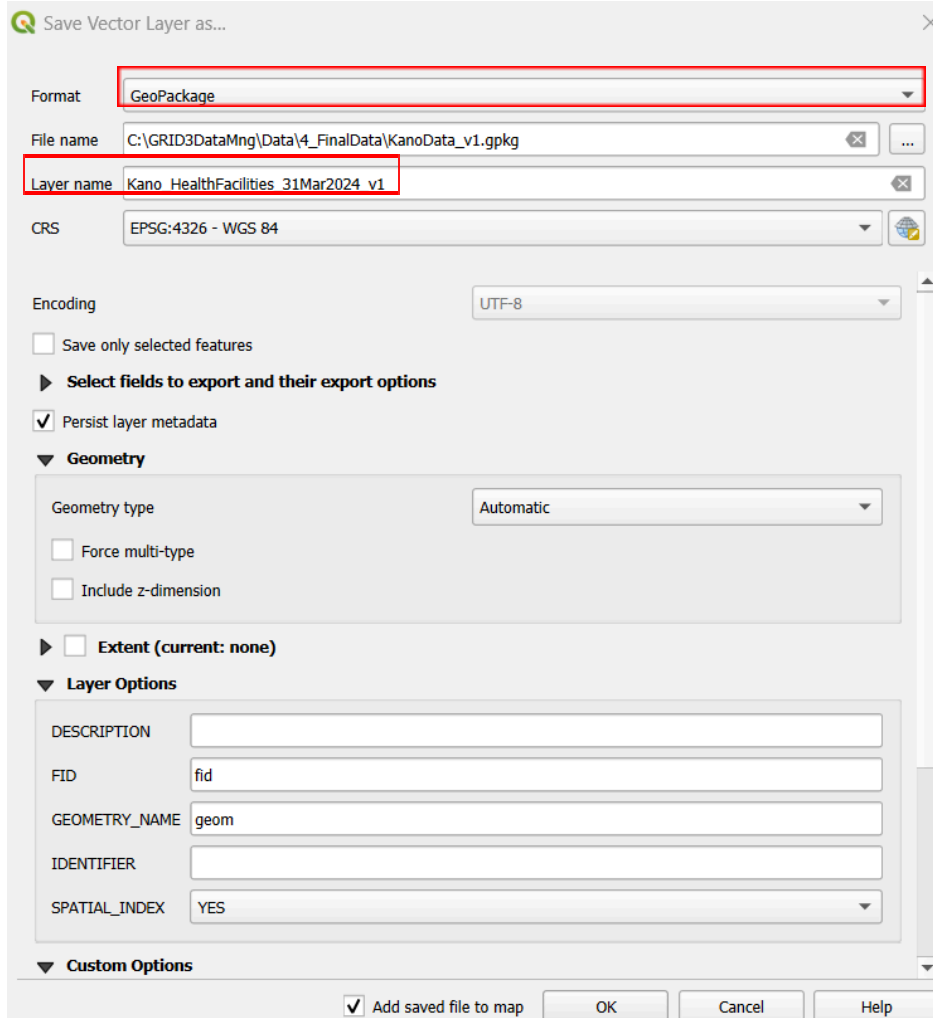 Save Vector Layer as...
Format GeoPackage
File name C:\GRID3DataMng\Data\4_FinalData\KanoData_v1.gpkg ...
Layer name Kano_HealthFacilities_31Mar2024_v1
CRS EPSG:4326 - WGS 84
Encoding UTF-8
Save only selected features
Select fields to export and their export options
Persist layer metadata
Geometry
Geometry type Automatic
Force multi-type
Include z-dimension
Extent (current: none)
Layer Options
DESCRIPTION
FID fid
GEOMETRY_NAME geom
IDENTIFIER
SPATIAL_INDEX YES
Custom Options
Add saved file to map OK Cancel Help